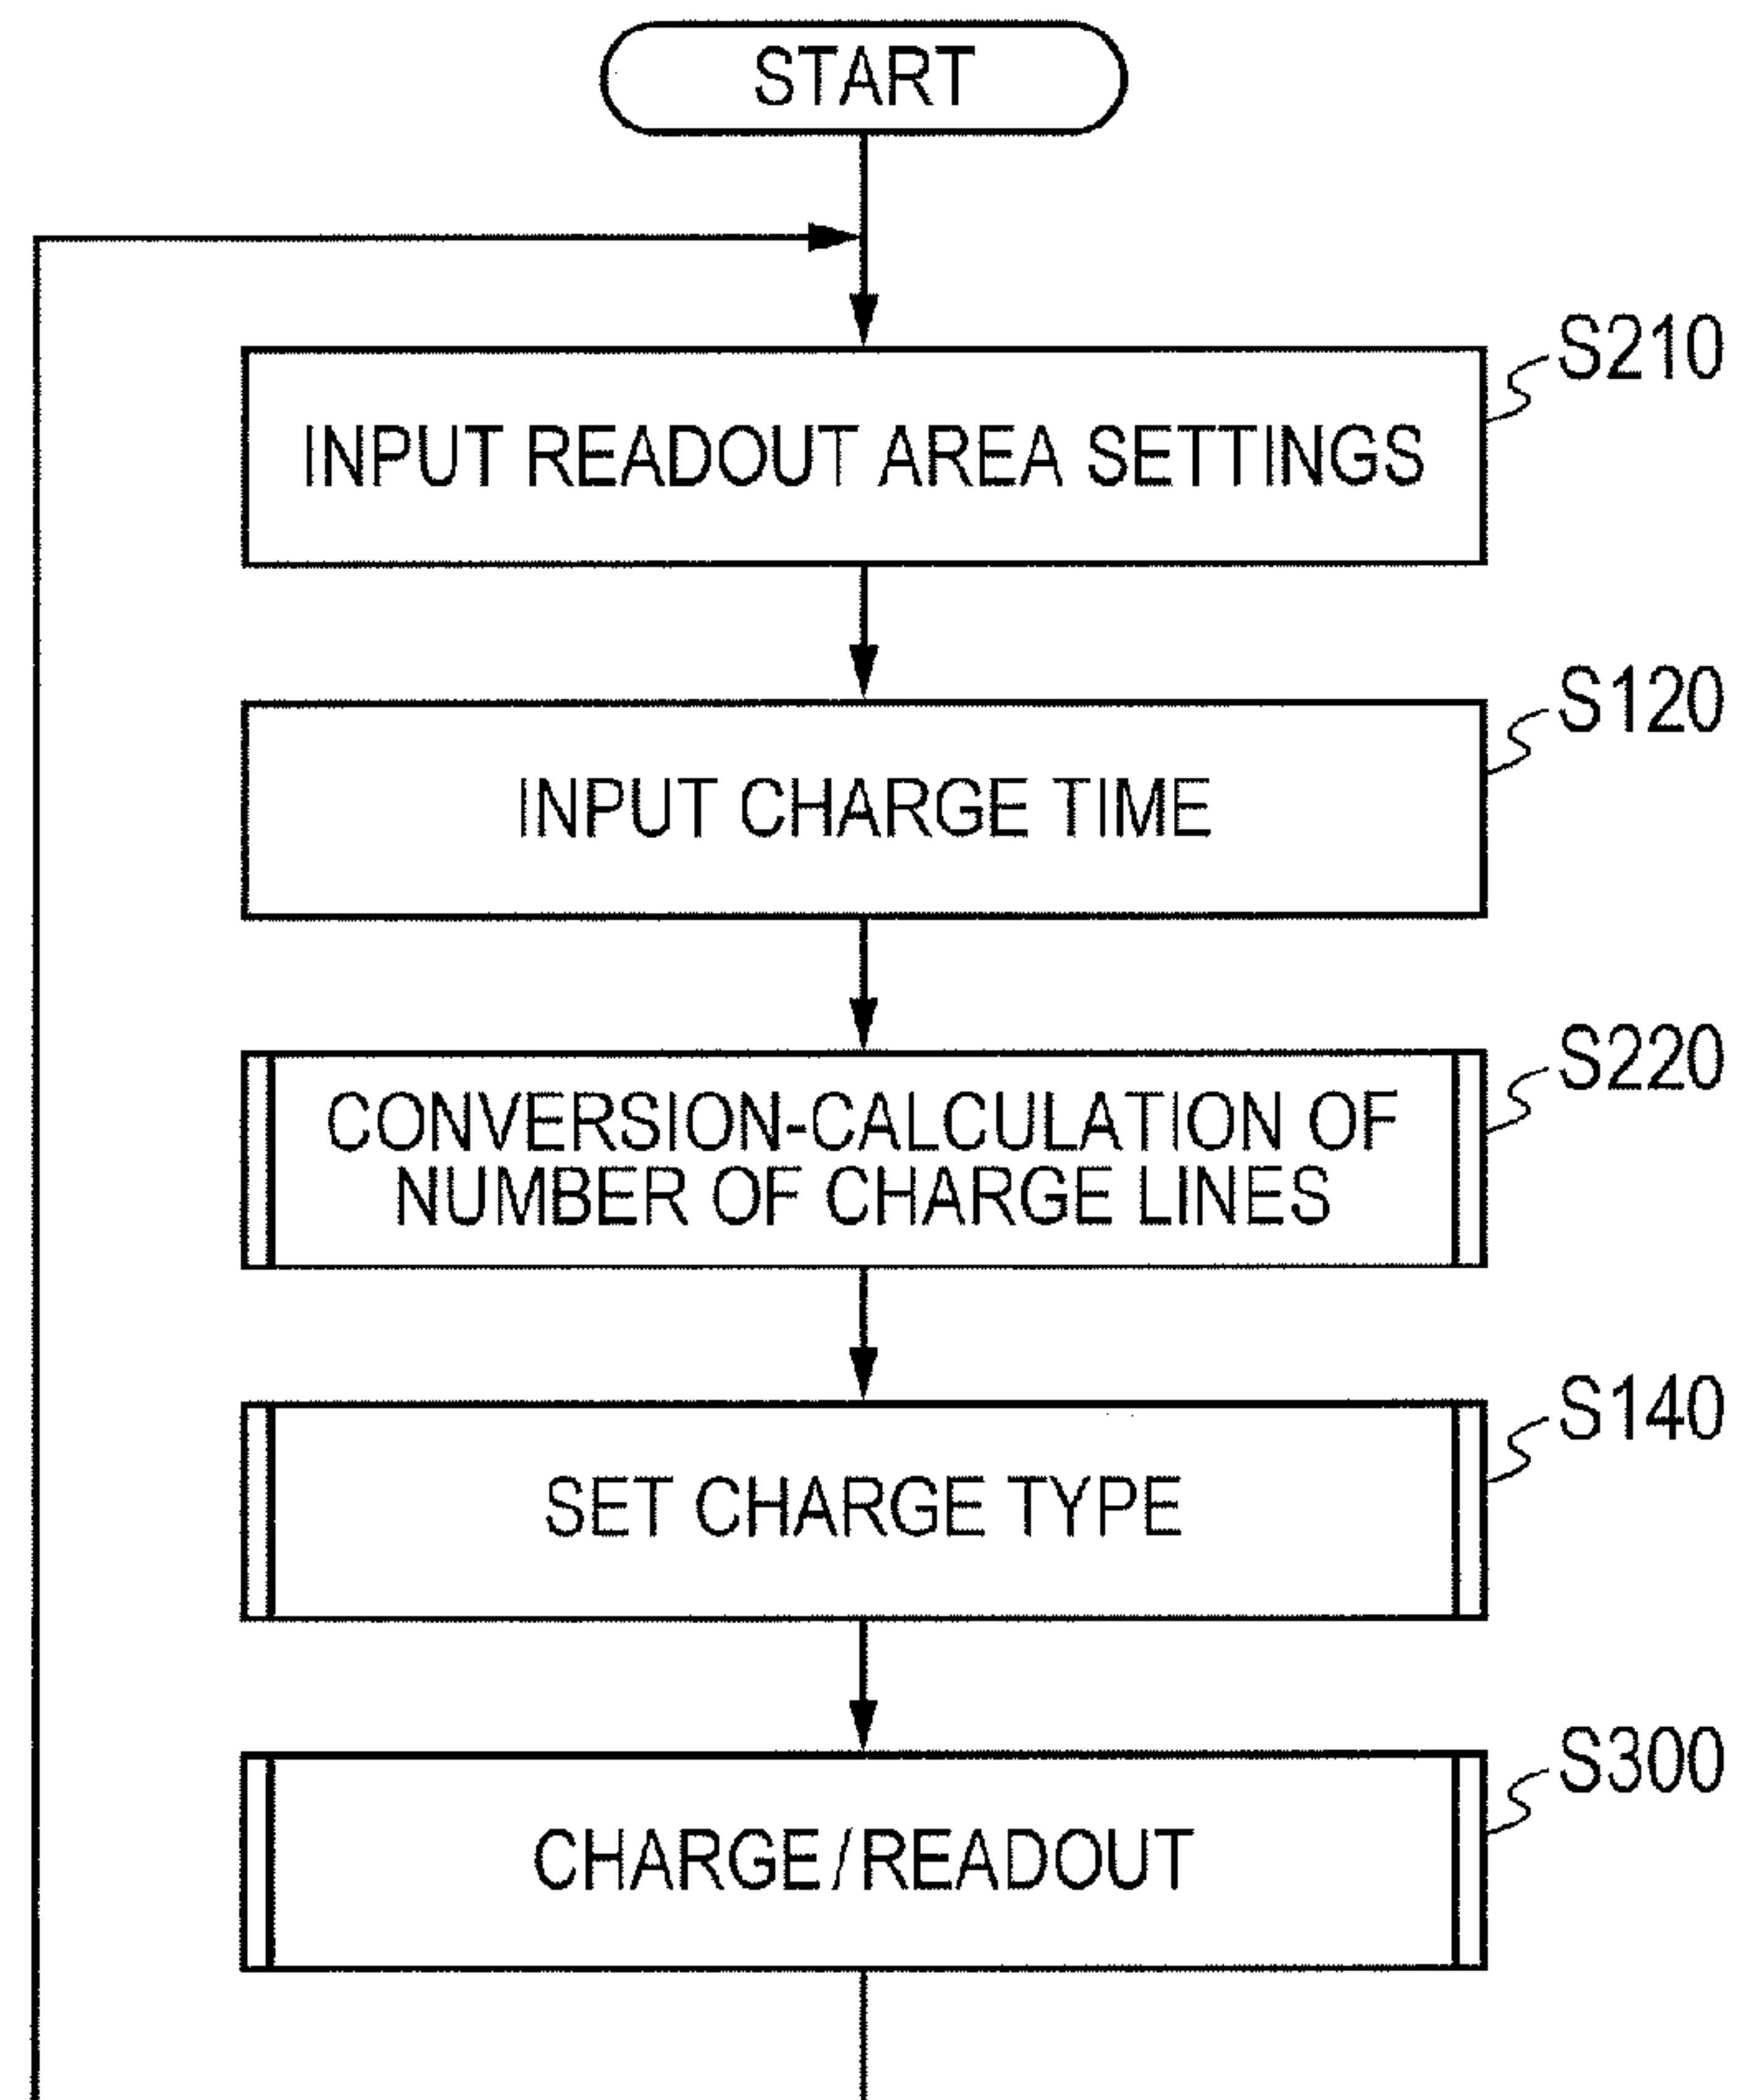 START
S210
INPUT READOUT AREA SETTINGS
S120
INPUT CHARGE TIME
S220
CONVERSION-CALCULATION OF
NUMBER OF CHARGE LINES
S140
SET CHARGE TYPE
S300
CHARGE/READOUT